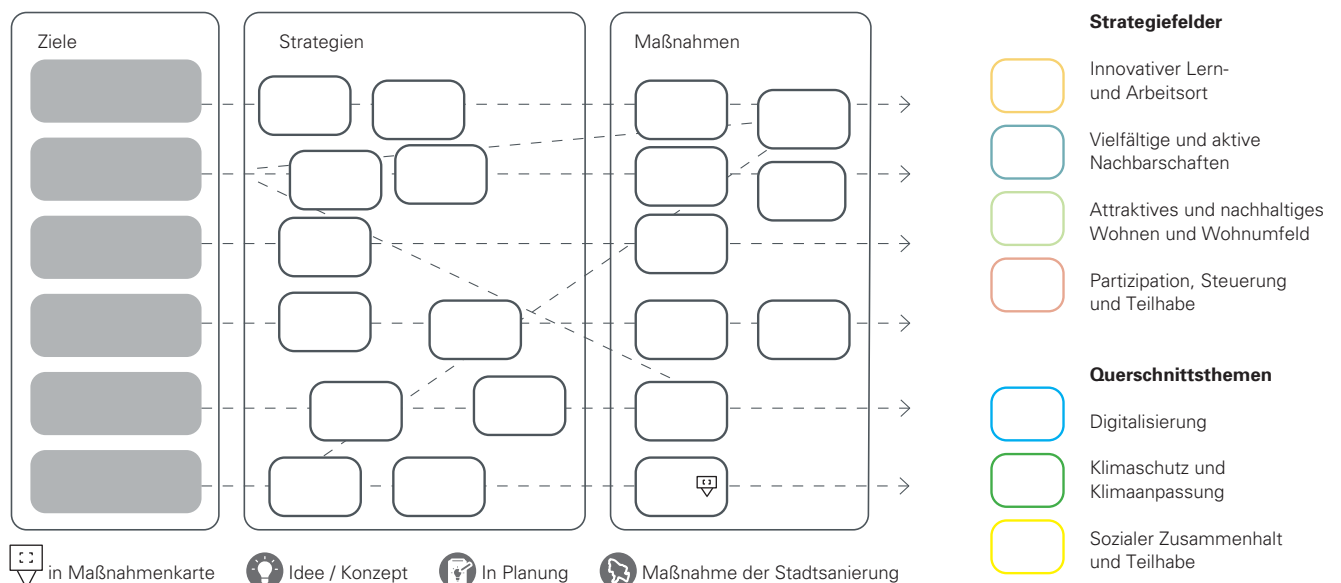 Ziele
Strategien
Maßnahmen
in Maßnahmenkarte
Idee / Konzept
In Planung
Maßnahme der Stadtsanierung
Strategiefelder
Innovativer Lern-
und Arbeitsort
Vielfältige und aktive
Nachbarschaften
Attraktives und nachhaltiges
Wohnen und Wohnumfeld
Partizipation, Steuerung
und Teilhabe
Querschnittsthemen
Digitalisierung
Klimaschutz und
Klimaanpassung
Sozialer Zusammenhalt
und Teilhabe